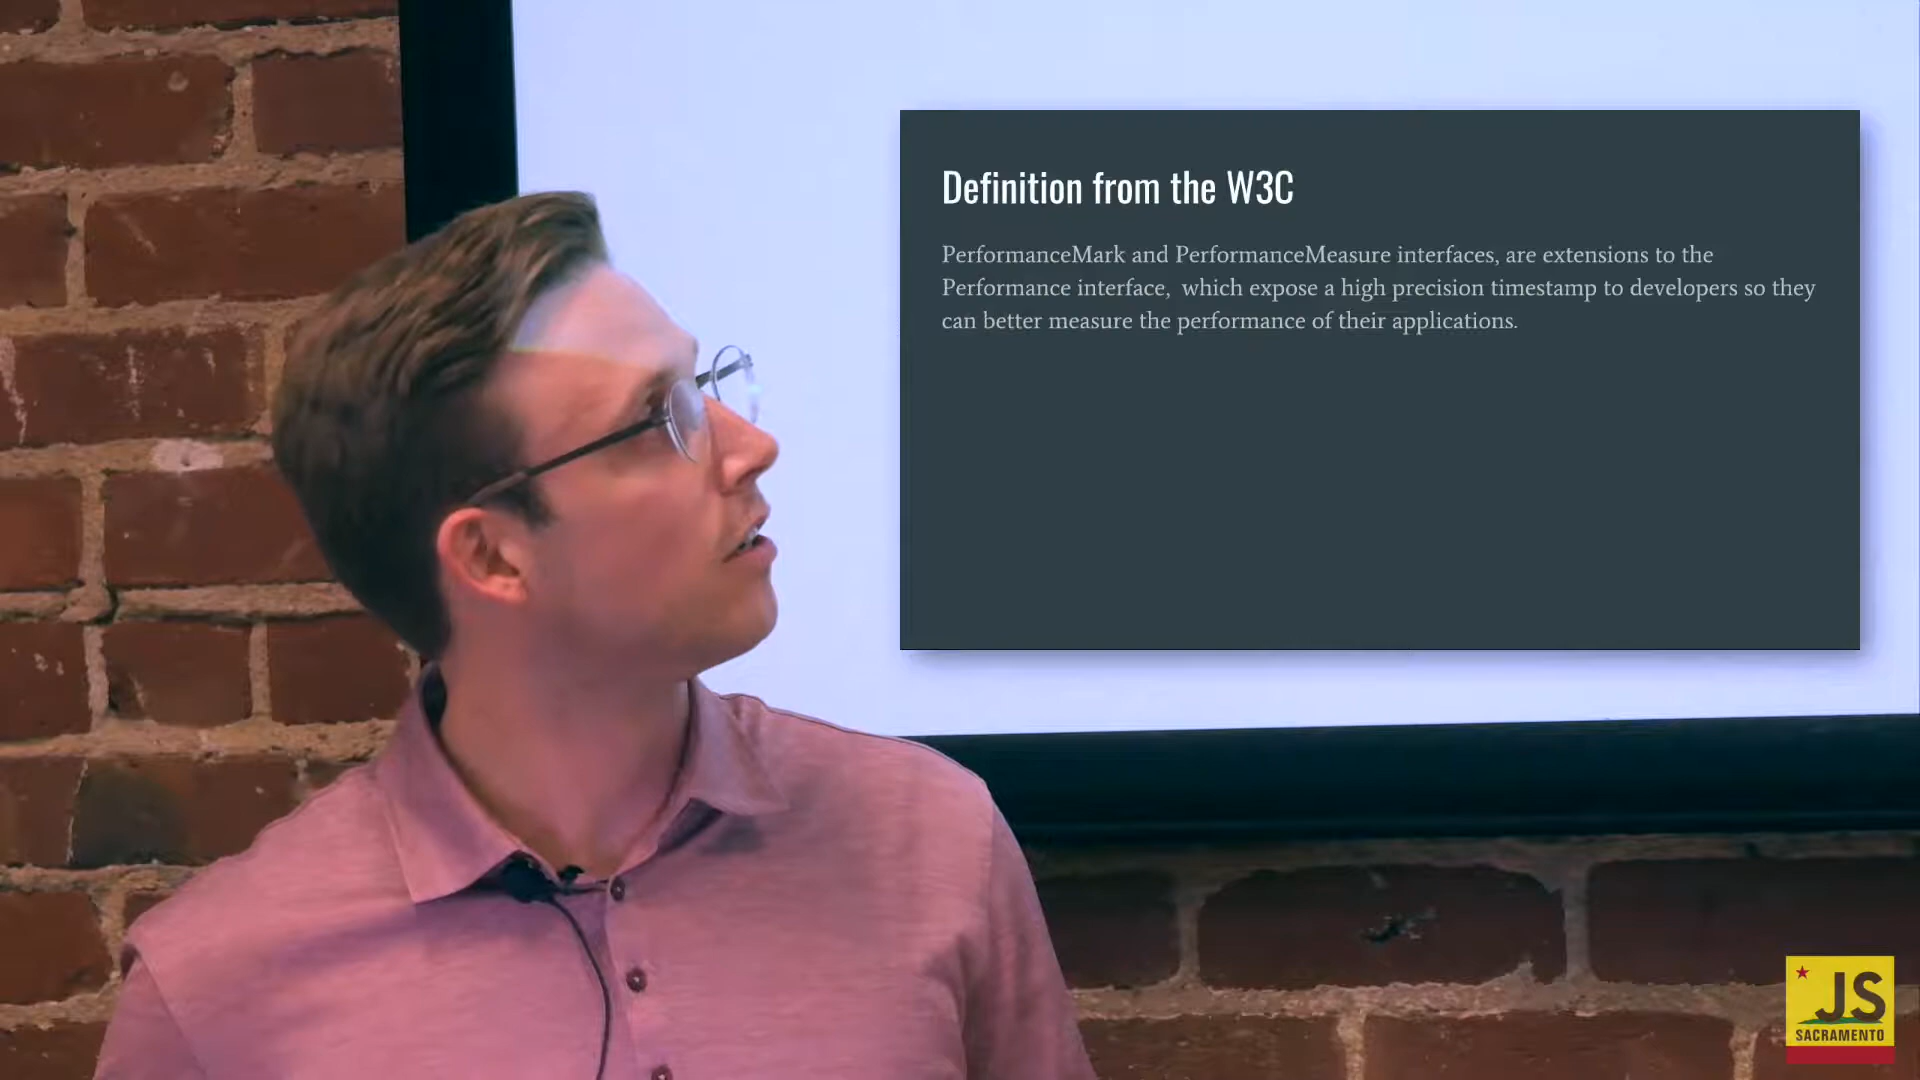 Definition from the W3C
PerformanceMark and PerformanceMeasure interfaces, are extensions to the
Performance interface,  which expose a high precision timestamp to developers so they
can better measure the performance of their applications.
JS
SACRAMENTO